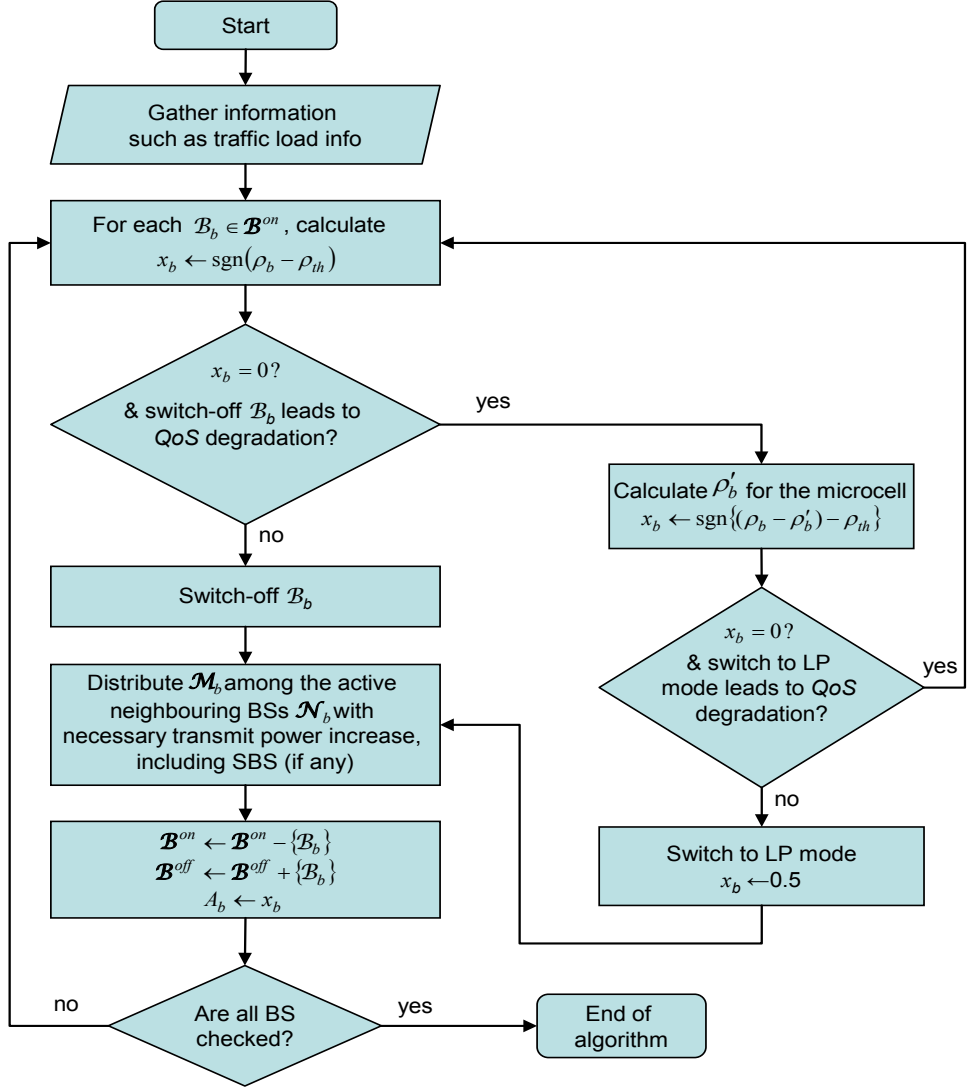 Start
Gather information
such as traffic load info
For each ℬ_b ∈ 𝓑^{on} , calculate
x_b ← sgn(ρ_b − ρ_{th})
x_b = 0?
& switch-off ℬ_b leads to
QoS degradation?
yes
no
Calculate ρ′_b for the microcell
x_b ← sgn{(ρ_b − ρ′_b) − ρ_{th}}
Switch-off ℬ_b
x_b = 0?
& switch to LP
mode leads to QoS
degradation?
yes
no
Distribute 𝓜_b among the active
neighbouring BSs 𝓝_b with
necessary transmit power increase,
including SBS (if any)
𝓑^{on} ← 𝓑^{on} − {ℬ_b}
𝓑^{off} ← 𝓑^{off} + {ℬ_b}
A_b ← x_b
Switch to LP mode
x_b ← 0.5
Are all BS
checked?
no
yes
End of
algorithm